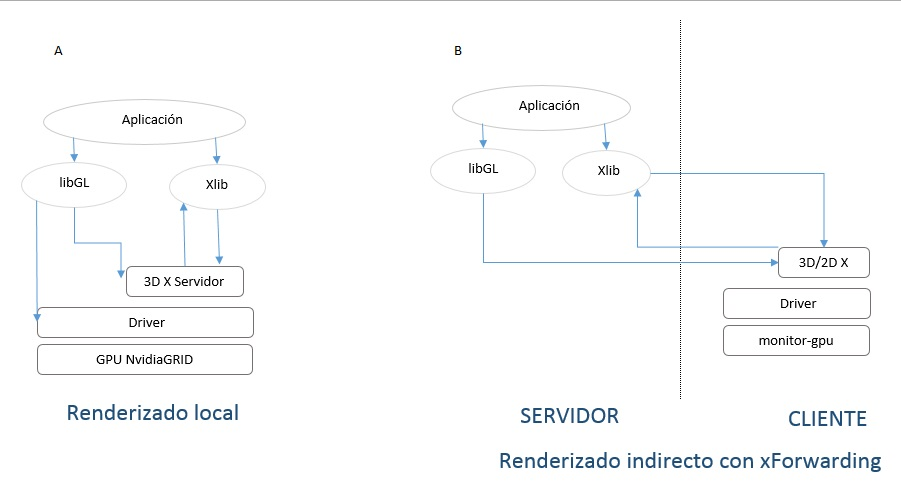 A
Aplicación
libGL
Xlib
3D X Servidor
Driver
GPU NvidiaGRID
Renderizado local
B
Aplicación
libGL
Xlib
3D/2D X
Driver
monitor-gpu
SERVIDOR
CLIENTE
Renderizado indirecto con xForwarding